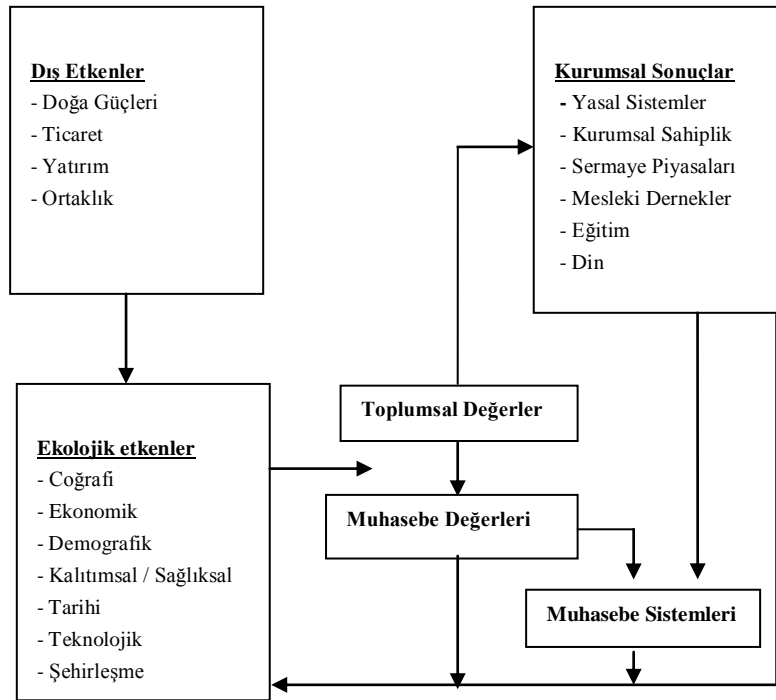 Dış Etkenler
- Doğa Güçleri
- Ticaret
- Yatırım
- Ortaklık
Kurumsal Sonuçlar
- Yasal Sistemler
- Kurumsal Sahiplik
- Sermaye Piyasaları
- Mesleki Dernekler
- Eğitim
- Din
Ekolojik etkenler
- Coğrafi
- Ekonomik
- Demografik
- Kalıtımsal / Sağlıksal
- Tarihi
- Teknolojik
- Şehirleşme
Toplumsal Değerler
Muhasebe Değerleri
Muhasebe Sistemleri